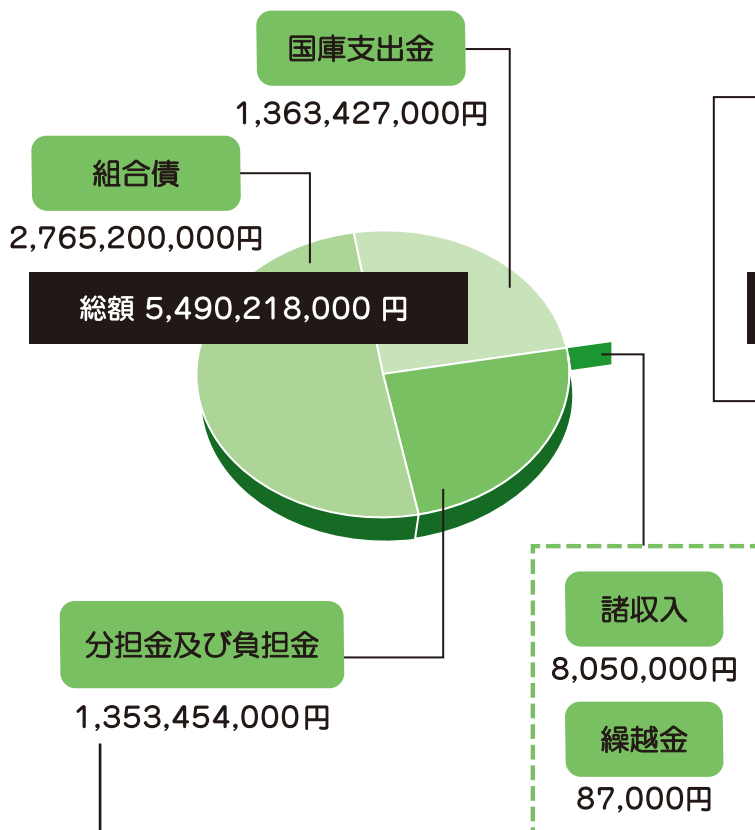 国庫支出金
1,363,427,000円
組合債
2,765,200,000円
総額 5,490,218,000 円
分担金及び負担金
1,353,454,000円
諸収入
8,050,000円
繰越金
87,000円